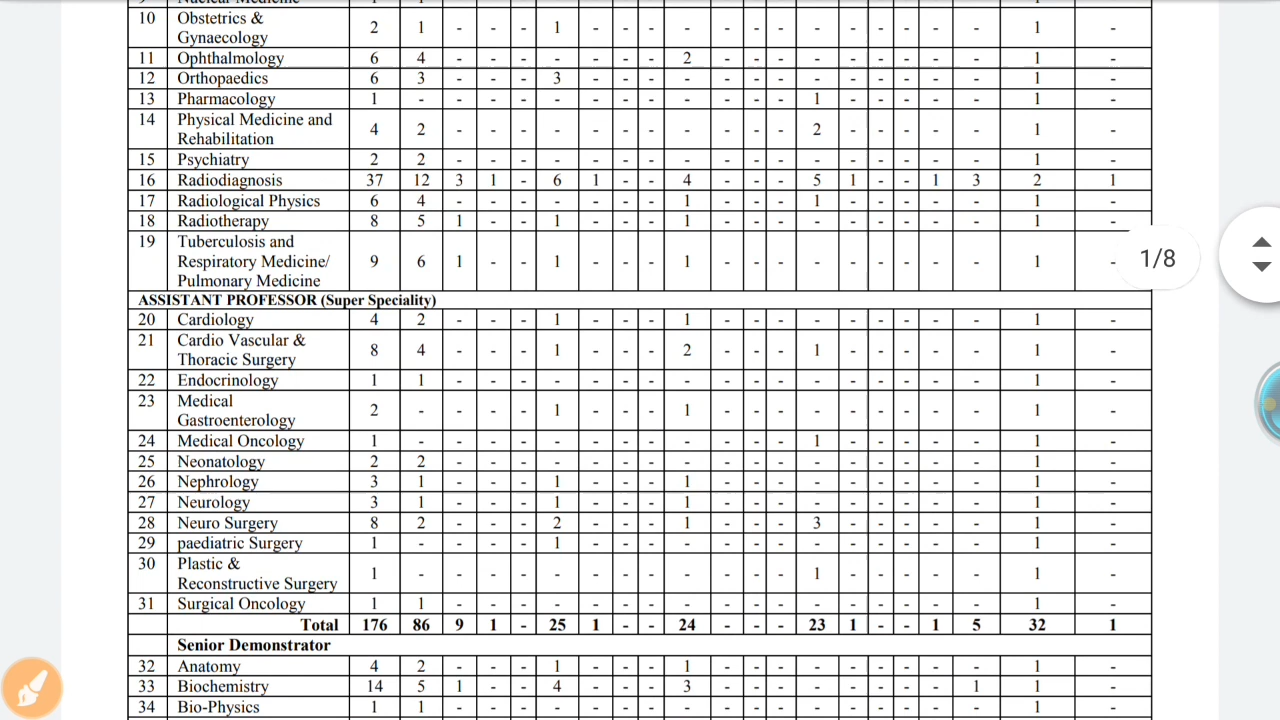 10 Obstetrics & Gynaecology 2 1 - - - 1 - - - - - - - - - - - - - 1 -
11 Ophthalmology 6 4 - - - - - - - 2 - - - - - - - - - 1 -
12 Orthopaedics 6 3 - - - 3 - - - - - - - - - - - - - 1 -
13 Pharmacology 1 - - - - - - - - - - - - 1 - - - - - 1 -
14 Physical Medicine and Rehabilitation 4 2 - - - - - - - - - - - 2 - - - - - 1 -
15 Psychiatry 2 2 - - - - - - - - - - - - - - - - - 1 -
16 Radiodiagnosis 37 12 3 1 - 6 1 - - 4 - - - 5 1 - - 1 3 2 1
17 Radiological Physics 6 4 - - - - - - - 1 - - - 1 - - - - - 1 -
18 Radiotherapy 8 5 1 - - 1 - - - 1 - - - - - - - - - 1 -
19 Tuberculosis and Respiratory Medicine/ Pulmonary Medicine 9 6 1 - - 1 - - - 1 - - - - - - - - - 1 -
1/8
ASSISTANT PROFESSOR (Super Speciality)
20 Cardiology 4 2 - - - 1 - - - 1 - - - - - - - - - 1 -
21 Cardio Vascular & Thoracic Surgery 8 4 - - - 1 - - - 2 - - - 1 - - - - - 1 -
22 Endocrinology 1 1 - - - - - - - - - - - - - - - - - 1 -
23 Medical Gastroenterology 2 - - - - 1 - - - 1 - - - - - - - - - 1 -
24 Medical Oncology 1 - - - - - - - - - - - - 1 - - - - - 1 -
25 Neonatology 2 2 - - - - - - - - - - - - - - - - - 1 -
26 Nephrology 3 1 - - - 1 - - - 1 - - - - - - - - - 1 -
27 Neurology 3 1 - - - 1 - - - 1 - - - - - - - - - 1 -
28 Neuro Surgery 8 2 - - - 2 - - - 1 - - - 3 - - - - - 1 -
29 paediatric Surgery 1 - - - - 1 - - - - - - - - - - - - - 1 -
30 Plastic & Reconstructive Surgery 1 - - - - - - - - - - - - 1 - - - - - 1 -
31 Surgical Oncology 1 1 - - - - - - - - - - - - - - - - - 1 -
Total 176 86 9 1 - 25 1 - - 24 - - - 23 1 - - 1 5 32 1
Senior Demonstrator
32 Anatomy 4 2 - - - 1 - - - 1 - - - - - - - - - 1 -
33 Biochemistry 14 5 1 - - 4 - - - 3 - - - - - - - - 1 1 -
34 Bio-Physics 1 1 - - - - - - - - - - - - - - - - - 1 -